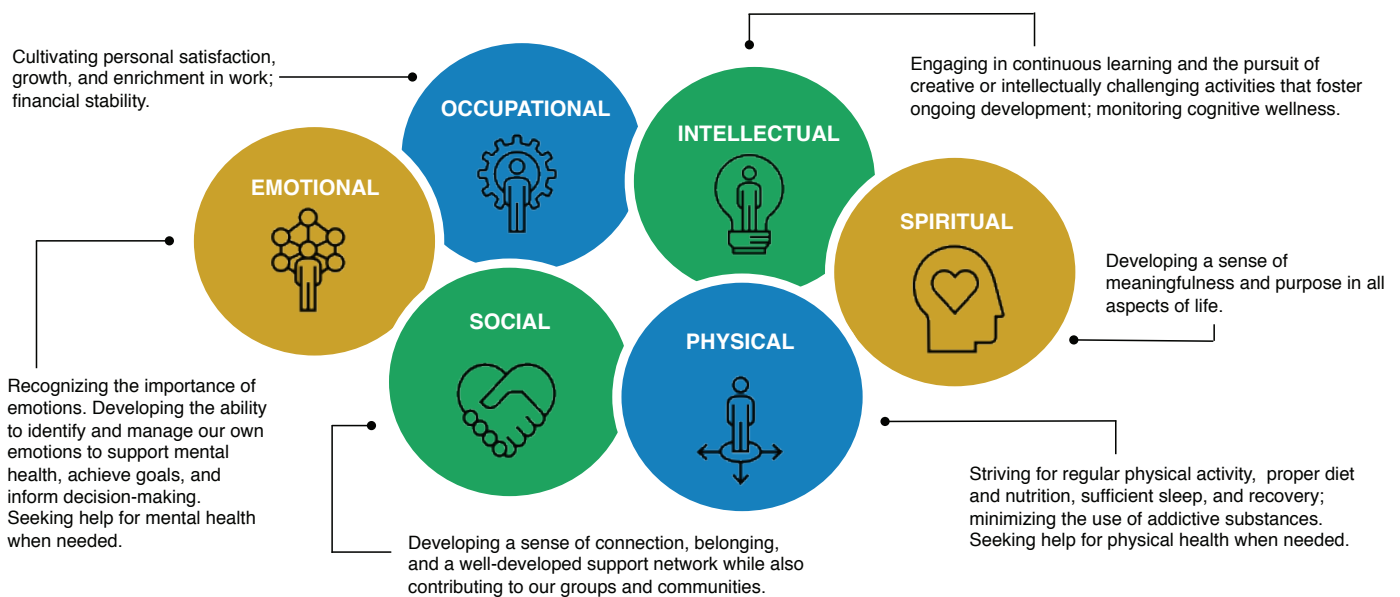 Cultivating personal satisfaction,
growth, and enrichment in work;
financial stability.
OCCUPATIONAL
Engaging in continuous learning and the pursuit of
creative or intellectually challenging activities that foster
ongoing development; monitoring cognitive wellness.
INTELLECTUAL
EMOTIONAL
Recognizing the importance of
emotions. Developing the ability
to identify and manage our own
emotions to support mental
health, achieve goals, and
inform decision-making.
Seeking help for mental health
when needed.
SPIRITUAL
Developing a sense of
meaningfulness and purpose in all
aspects of life.
SOCIAL
Developing a sense of connection, belonging,
and a well-developed support network while also
contributing to our groups and communities.
PHYSICAL
Striving for regular physical activity, proper diet
and nutrition, sufficient sleep, and recovery;
minimizing the use of addictive substances.
Seeking help for physical health when needed.